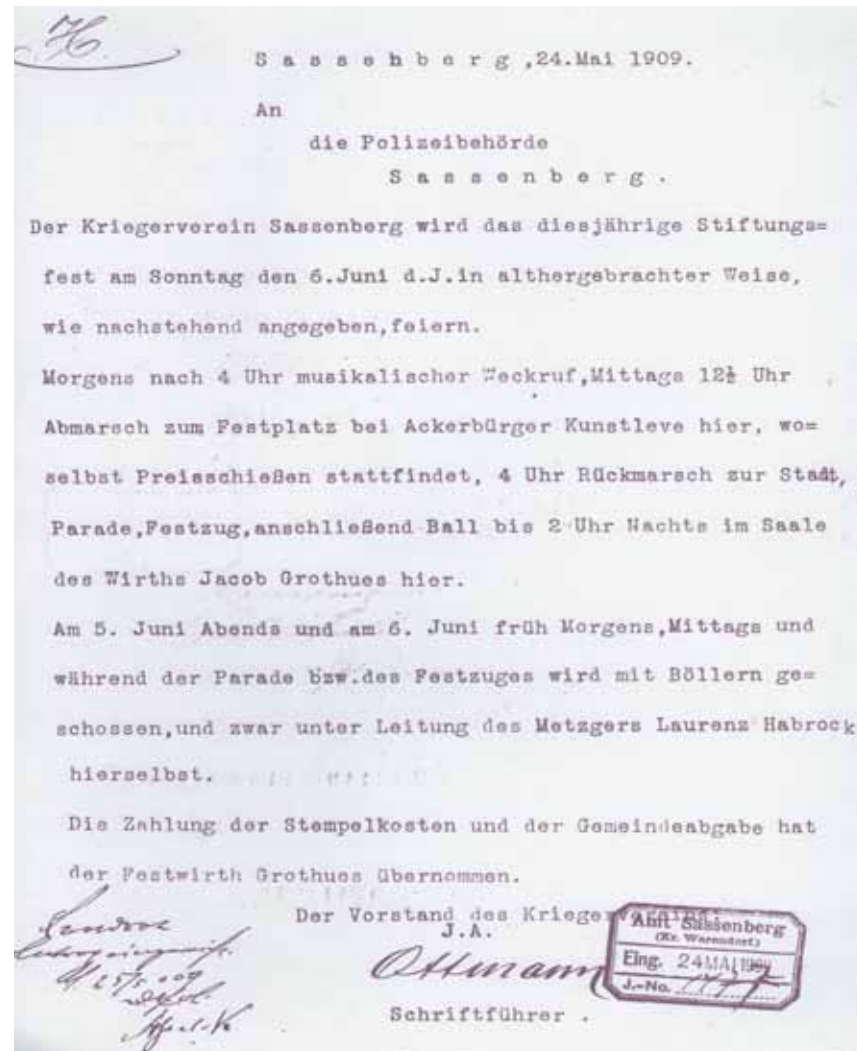 S a s s e n b e r g ,24.Mai 1909.
An
die Polizeibehörde
S a s s e n b e r g .
Der Kriegerverein Sassenberg wird das diesjährige Stiftungs=
fest am Sonntag den 6.Juni d.J.in althergebrachter Weise,
wie nachstehend angegeben,feiern.
Morgens nach 4 Uhr musikalischer Weckruf,Mittags 12½ Uhr
Abmarsch zum Festplatz bei Ackerbürger Kunstleve hier, wo=
selbst Preisschießen stattfindet, 4 Uhr Rückmarsch zur Stadt,
Parade,Festzug,anschließend Ball bis 2 Uhr Nachts im Saale
des Wirths Jacob Grothues hier.
Am 5. Juni Abends und am 6. Juni früh Morgens,Mittags und
während der Parade bzw.des Festzuges wird mit Böllern ge=
schossen,und zwar unter Leitung des Metzgers Laurenz Habrock
hierselbst.
Die Zahlung der Stempelkosten und der Gemeindeabgabe hat
der Festwirth Grothues übernommen.
Der Vorstand des Kriegervereins:
J.A.
Ottmann
Schriftführer .
Amt Sassenberg
(Kr. Warendorf)
Eing. 24 MAI 1909
J.-No.